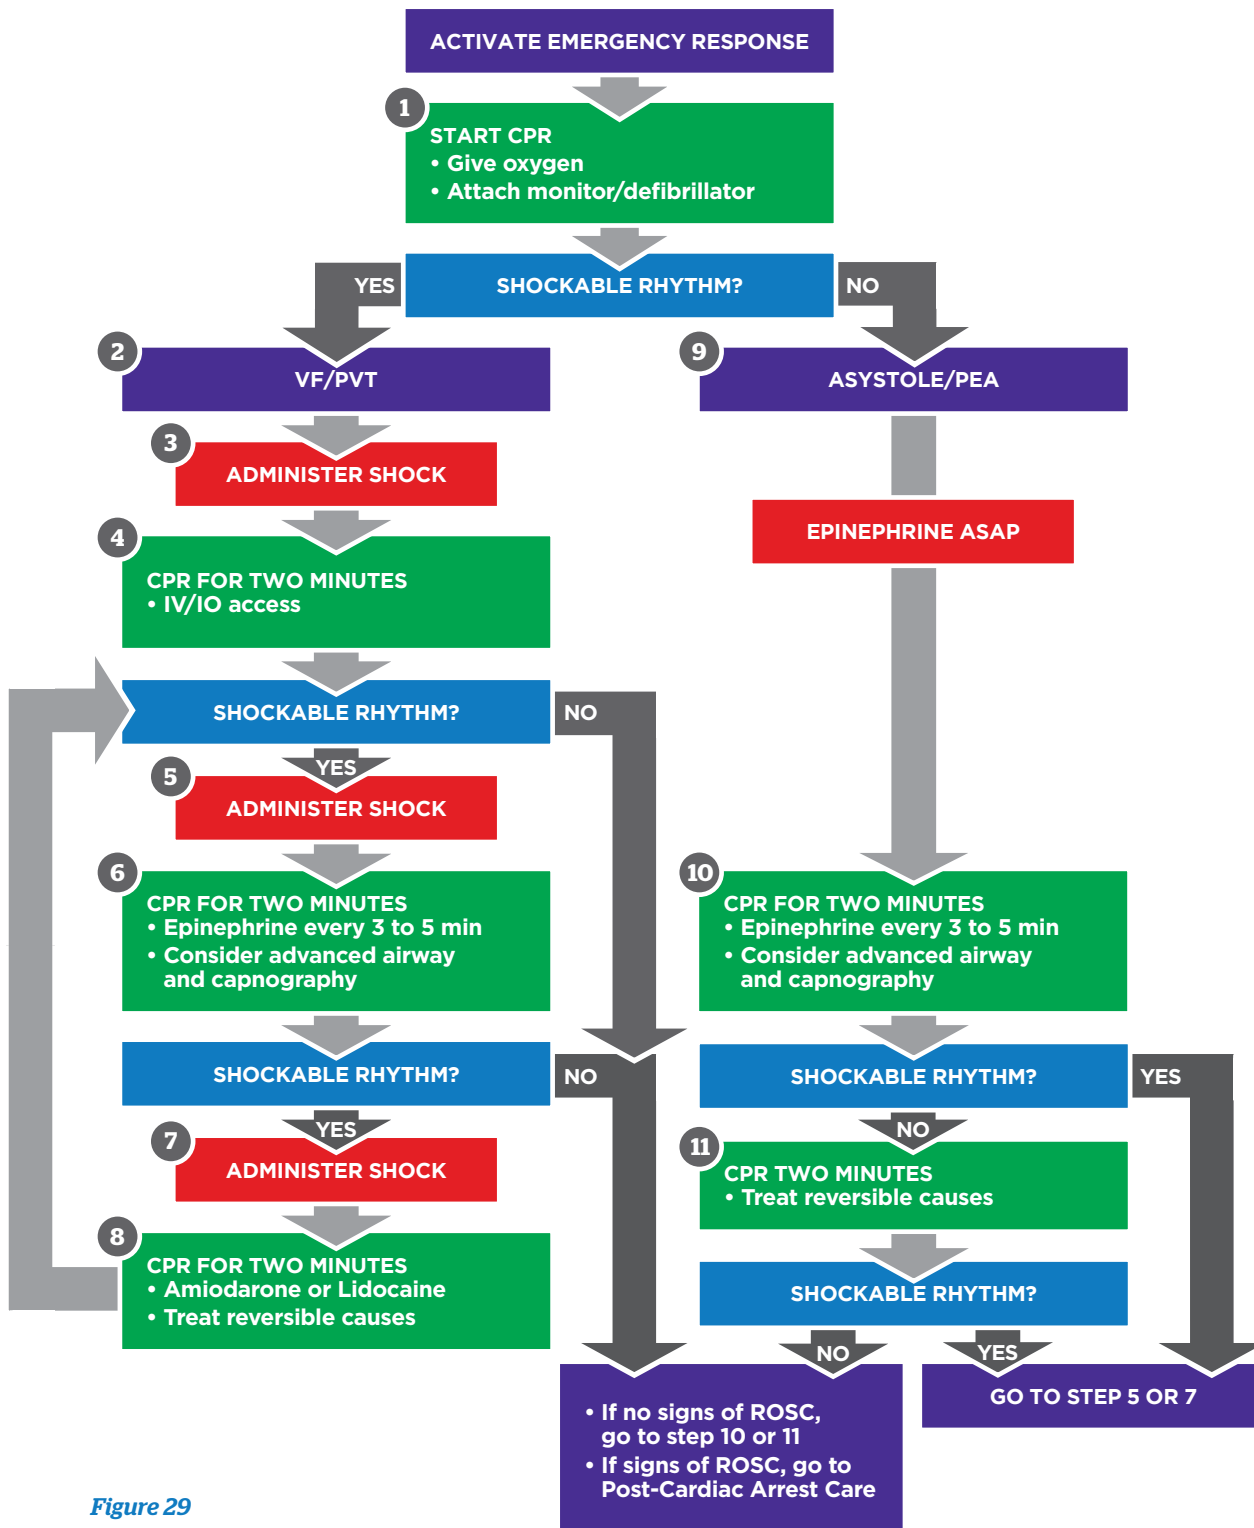 ACTIVATE EMERGENCY RESPONSE
1
START CPR
• Give oxygen
• Attach monitor/defibrillator
YES
SHOCKABLE RHYTHM?
NO
2
VF/PVT
3
ADMINISTER SHOCK
4
CPR FOR TWO MINUTES
• IV/IO access
SHOCKABLE RHYTHM?
NO
YES
5
ADMINISTER SHOCK
6
CPR FOR TWO MINUTES
• Epinephrine every 3 to 5 min
• Consider advanced airway
and capnography
SHOCKABLE RHYTHM?
NO
YES
7
ADMINISTER SHOCK
8
CPR FOR TWO MINUTES
• Amiodarone or Lidocaine
• Treat reversible causes
9
ASYSTOLE/PEA
EPINEPHRINE ASAP
10
CPR FOR TWO MINUTES
• Epinephrine every 3 to 5 min
• Consider advanced airway
and capnography
SHOCKABLE RHYTHM?
YES
NO
11
CPR TWO MINUTES
• Treat reversible causes
SHOCKABLE RHYTHM?
NO
YES
• If no signs of ROSC,
go to step 10 or 11
• If signs of ROSC, go to
Post-Cardiac Arrest Care
GO TO STEP 5 OR 7
Figure 29